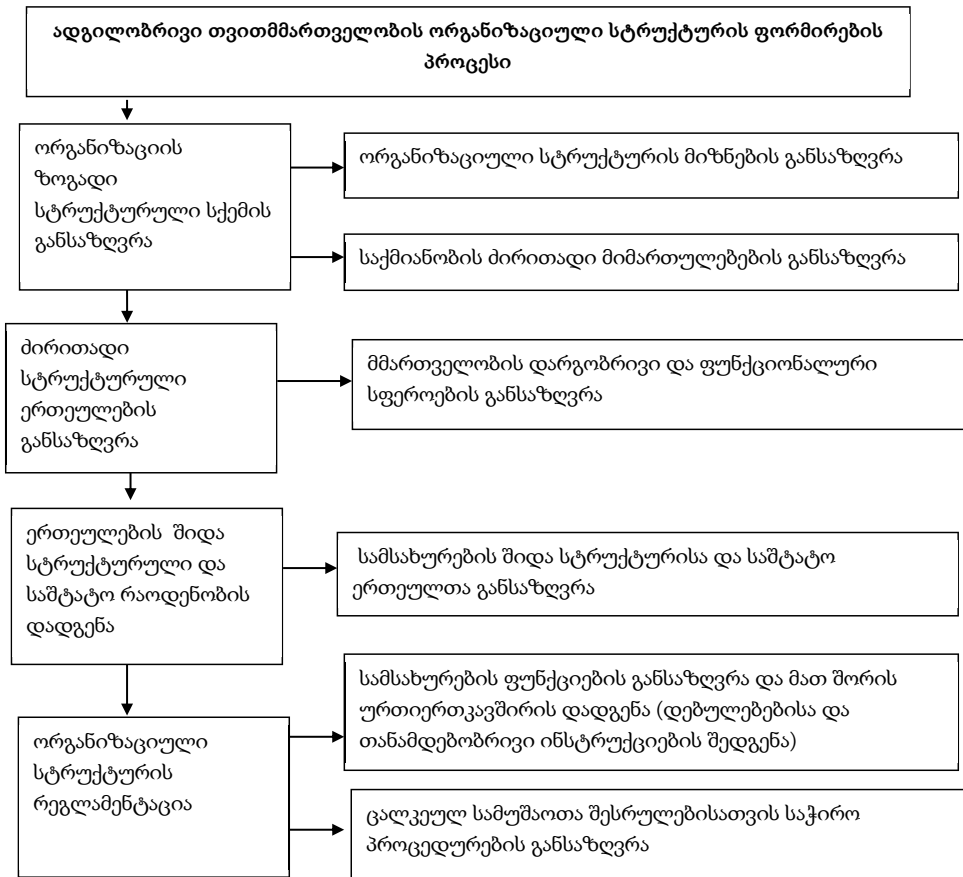 ადგილობრივი თვითმმართველობის ორგანიზაციული სტრუქტურის ფორმირების
პროცესი
ორგანიზაციის
ზოგადი
სტრუქტურული სქემის
განსაზღვრა
ორგანიზაციული სტრუქტურის მიზნების განსაზღვრა
საქმიანობის ძირითადი მიმართულებების განსაზღვრა
ძირითადი
სტრუქტურული
ერთეულების
განსაზღვრა
მმართველობის დარგობრივი და ფუნქციონალური
სფეროების განსაზღვრა
ერთეულების შიდა
სტრუქტურული და
საშტატო რაოდენობის
დადგენა
სამსახურების შიდა სტრუქტურისა და საშტატო
ერთეულთა განსაზღვრა
ორგანიზაციული
სტრუქტურის
რეგლამენტაცია
სამსახურების ფუნქციების განსაზღვრა და მათ შორის
ურთიერთკავშირის დადგენა (დებულებებისა და
თანამდებობრივი ინსტრუქციების შედგენა)
ცალკეულ სამუშაოთა შესრულებისათვის საჭირო
პროცედურების განსაზღვრა